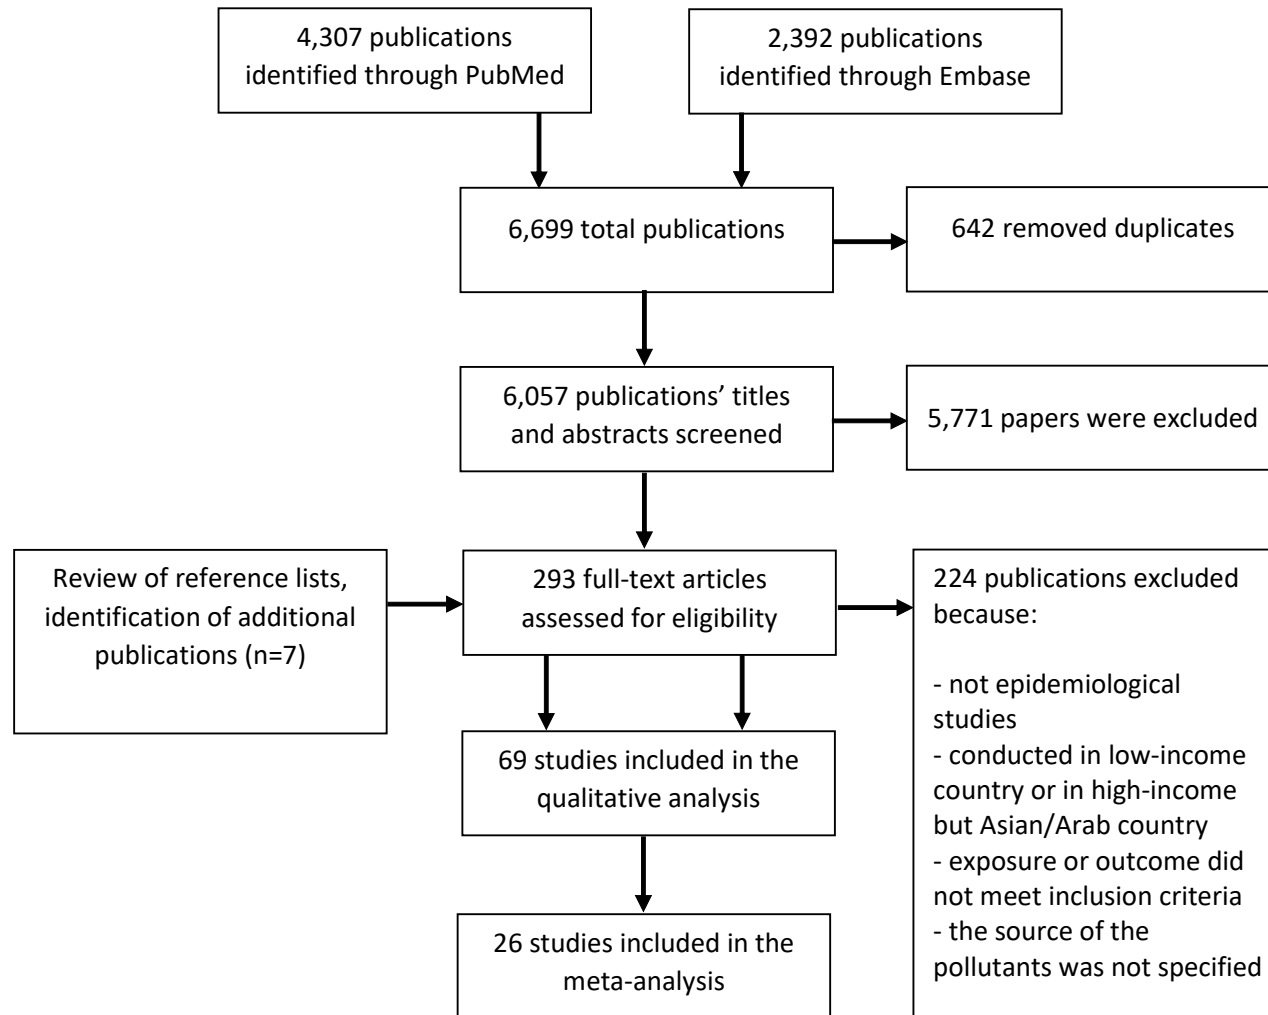 4,307 publications
identified through PubMed
2,392 publications
identified through Embase
6,699 total publications
642 removed duplicates
6,057 publications’ titles
and abstracts screened
5,771 papers were excluded
Review of reference lists,
identification of additional
publications (n=7)
293 full-text articles
assessed for eligibility
224 publications excluded
because:
- not epidemiological
studies
- conducted in low-income
country or in high-income
but Asian/Arab country
- exposure or outcome did
not meet inclusion criteria
- the source of the
pollutants was not specified
69 studies included in the
qualitative analysis
26 studies included in the
meta-analysis